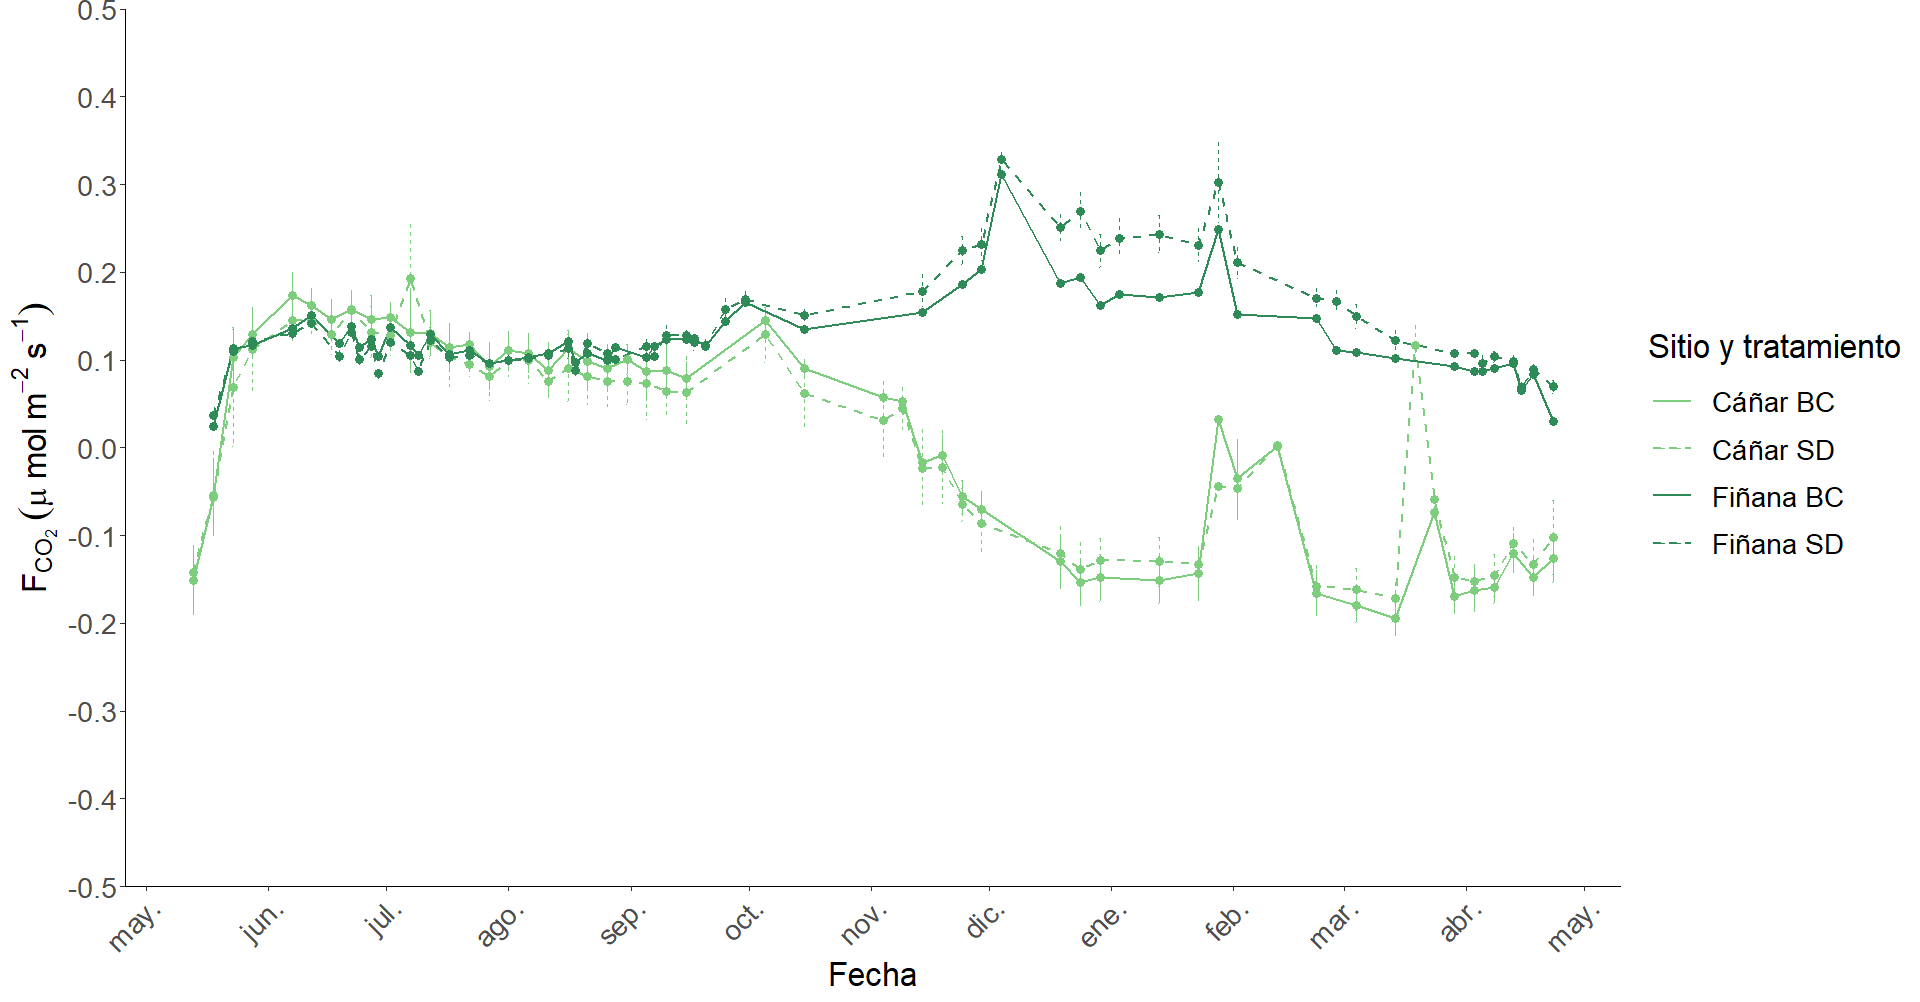 0.5
0.4
0.3
0.2
0.1
0.0
-0.1
-0.2
-0.3
-0.4
-0.5
F_CO₂ (μ mol m⁻² s⁻¹)
may.
jun.
jul.
ago.
sep.
oct.
nov.
dic.
ene.
feb.
mar.
abr.
may.
Fecha
Sitio y tratamiento
Cáñar BC
Cáñar SD
Fiñana BC
Fiñana SD